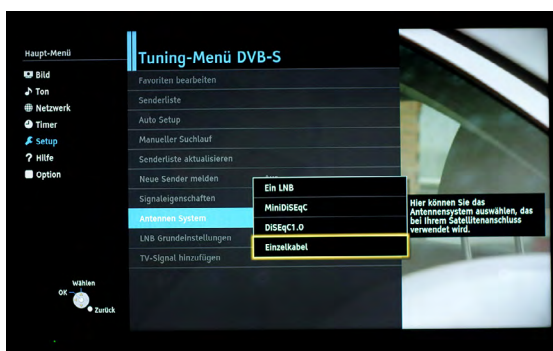 Haupt-Menü
Bild
Ton
Netzwerk
Timer
Setup
? Hilfe
Option
Wählen
OK
Zurück
Tuning-Menü DVB-S
Favoriten bearbeiten
Senderliste
Auto Setup
Manueller Suchlauf
Senderliste aktualisieren
Neue Sender melden
Signaleigenschaften
Antennen System
LNB Grundeinstellungen
TV-Signal hinzufügen
Ein LNB
MiniDiSEqC
DiSEqC1.0
Einzelkabel
Hier können Sie das
Antennensystem auswählen, das
bei Ihrem Satellitenanschluss
verwendet wird.